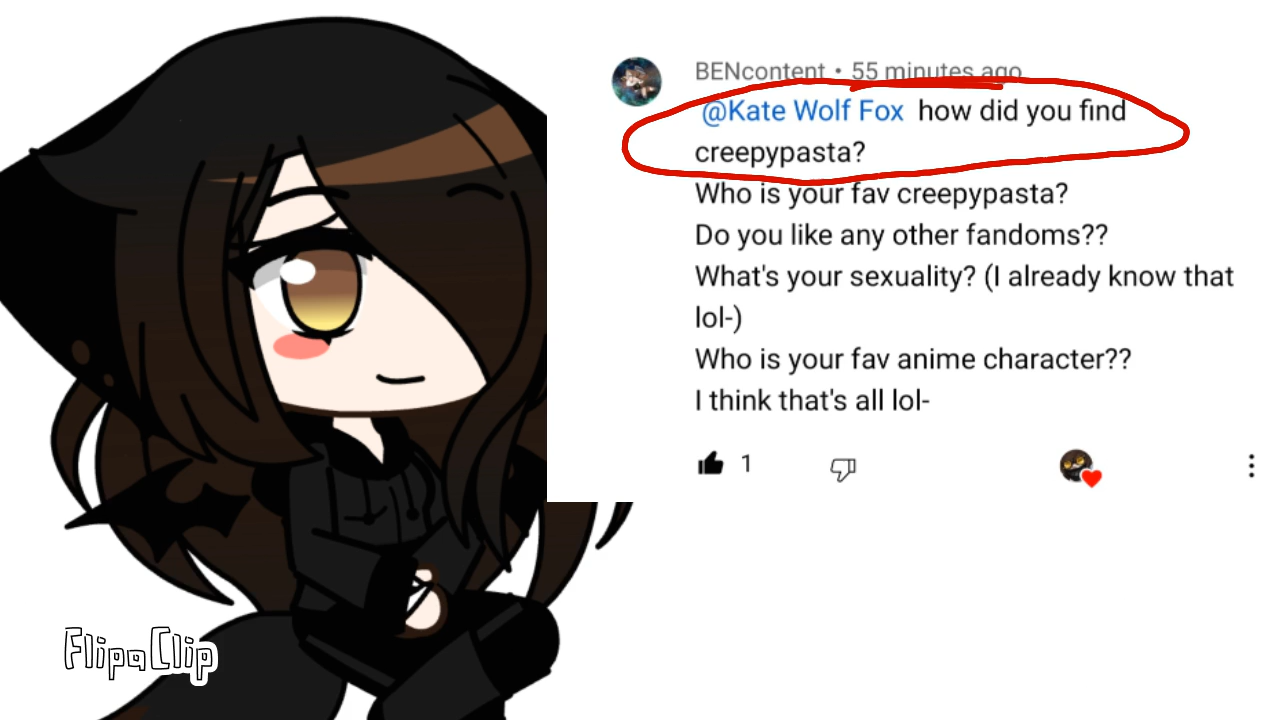 BENcontent • 55 minutes ago
@Kate Wolf Fox how did you find
creepypasta?
Who is your fav creepypasta?
Do you like any other fandoms??
What's your sexuality? (I already know that
lol-)
Who is your fav anime character??
I think that's all lol-
1
FlipaClip